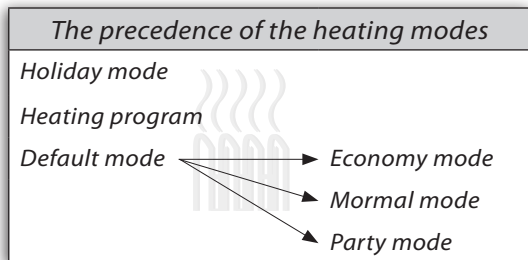 The precedence of the heating modes
Holiday mode
Heating program
Default mode
Economy mode
Mormal mode
Party mode